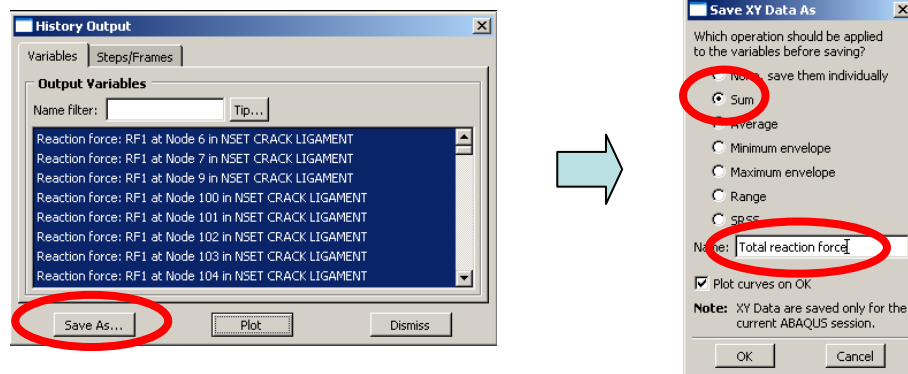 History Output
Variables
Steps/Frames
Output Variables
Name filter:
Tip...
Reaction force: RF1 at Node 6 in NSET CRACK LIGAMENT
Reaction force: RF1 at Node 7 in NSET CRACK LIGAMENT
Reaction force: RF1 at Node 9 in NSET CRACK LIGAMENT
Reaction force: RF1 at Node 100 in NSET CRACK LIGAMENT
Reaction force: RF1 at Node 101 in NSET CRACK LIGAMENT
Reaction force: RF1 at Node 102 in NSET CRACK LIGAMENT
Reaction force: RF1 at Node 103 in NSET CRACK LIGAMENT
Reaction force: RF1 at Node 104 in NSET CRACK LIGAMENT
Save As...
Plot
Dismiss
Save XY Data As
Which operation should be applied
to the variables before saving?
None, save them individually
Sum
Average
Minimum envelope
Maximum envelope
Range
SRSS
Name: Total reaction force
Plot curves on OK
Note: XY Data are saved only for the
current ABAQUS session.
OK
Cancel